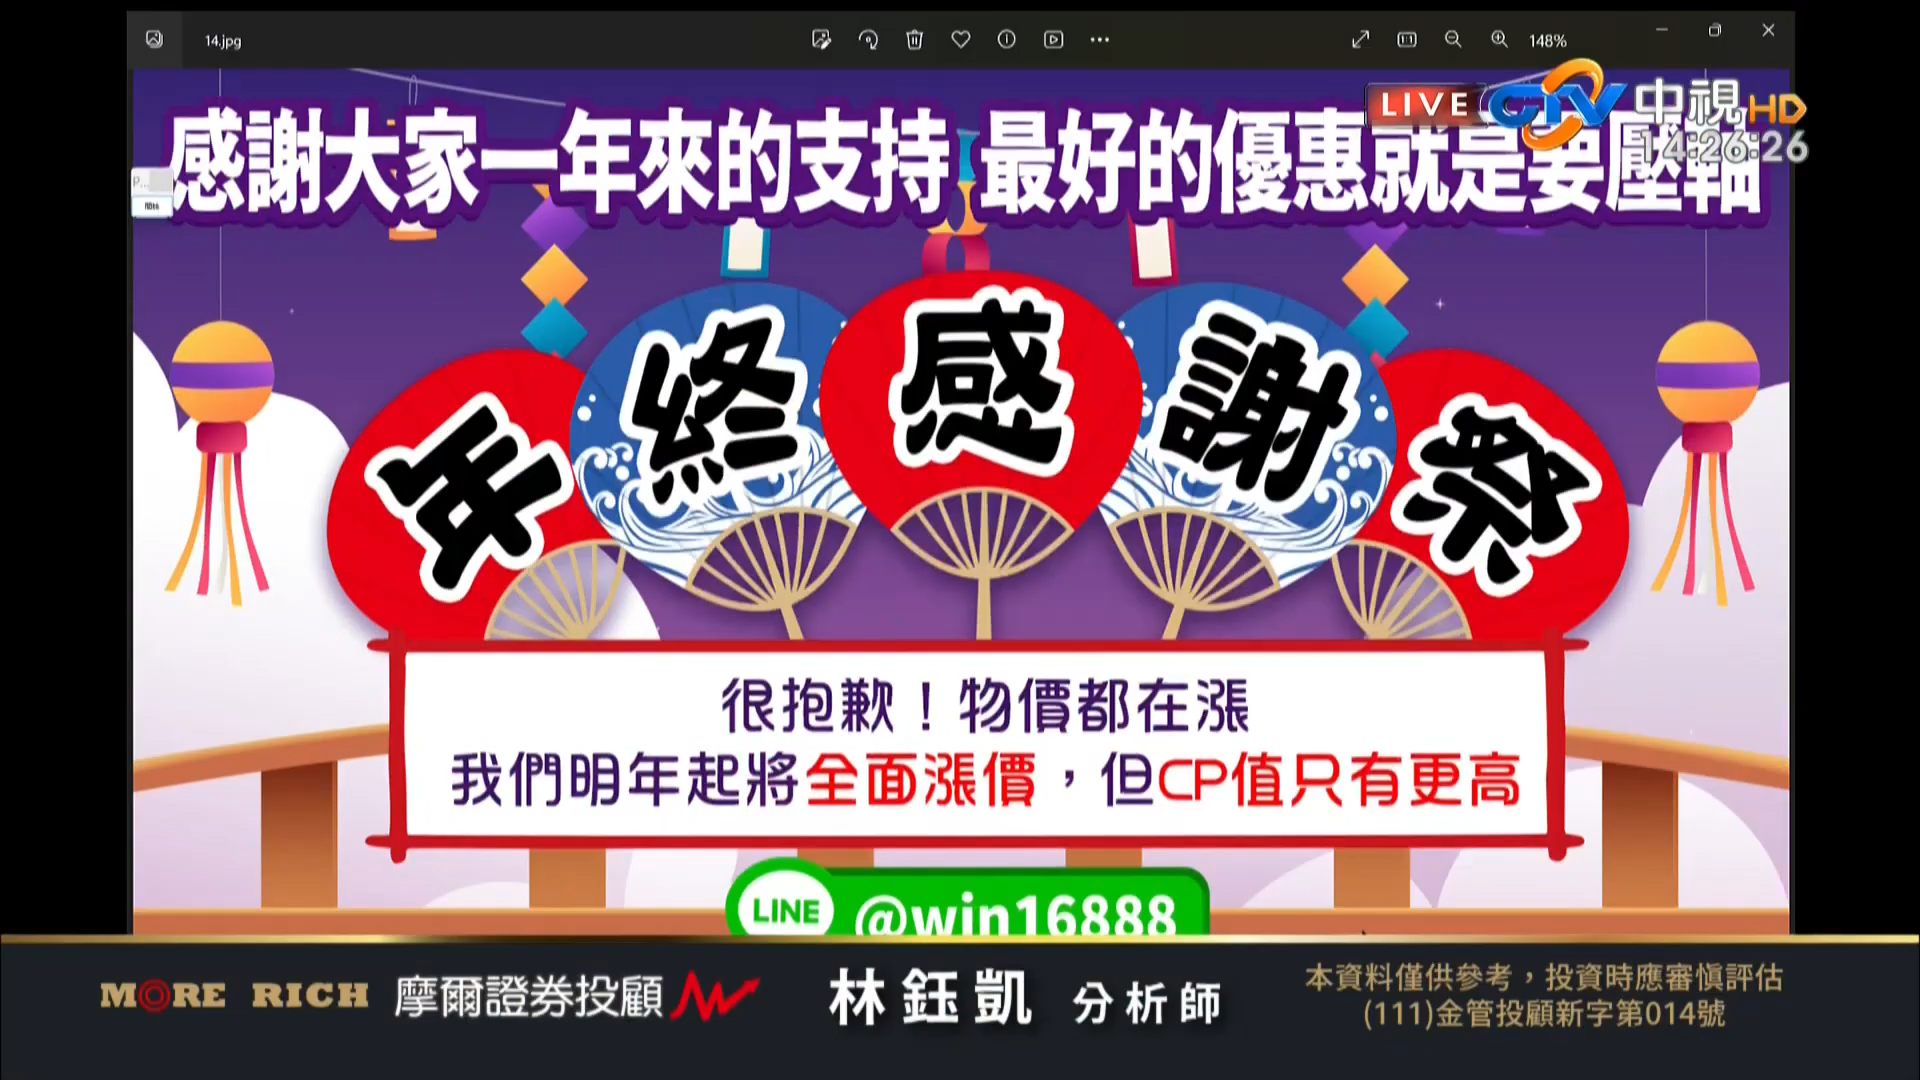 14.jpg
148%
LIVE CTV 中視HD
14:26:26
感謝大家一年來的支持 最好的優惠就是要壓軸
P...
年終感謝祭
很抱歉！物價都在漲
我們明年起將全面漲價，但CP值只有更高
LINE @win16888
MORE RICH 摩爾證券投顧 林鈺凱 分析師
本資料僅供參考，投資時應審慎評估
(111)金管投顧新字第014號